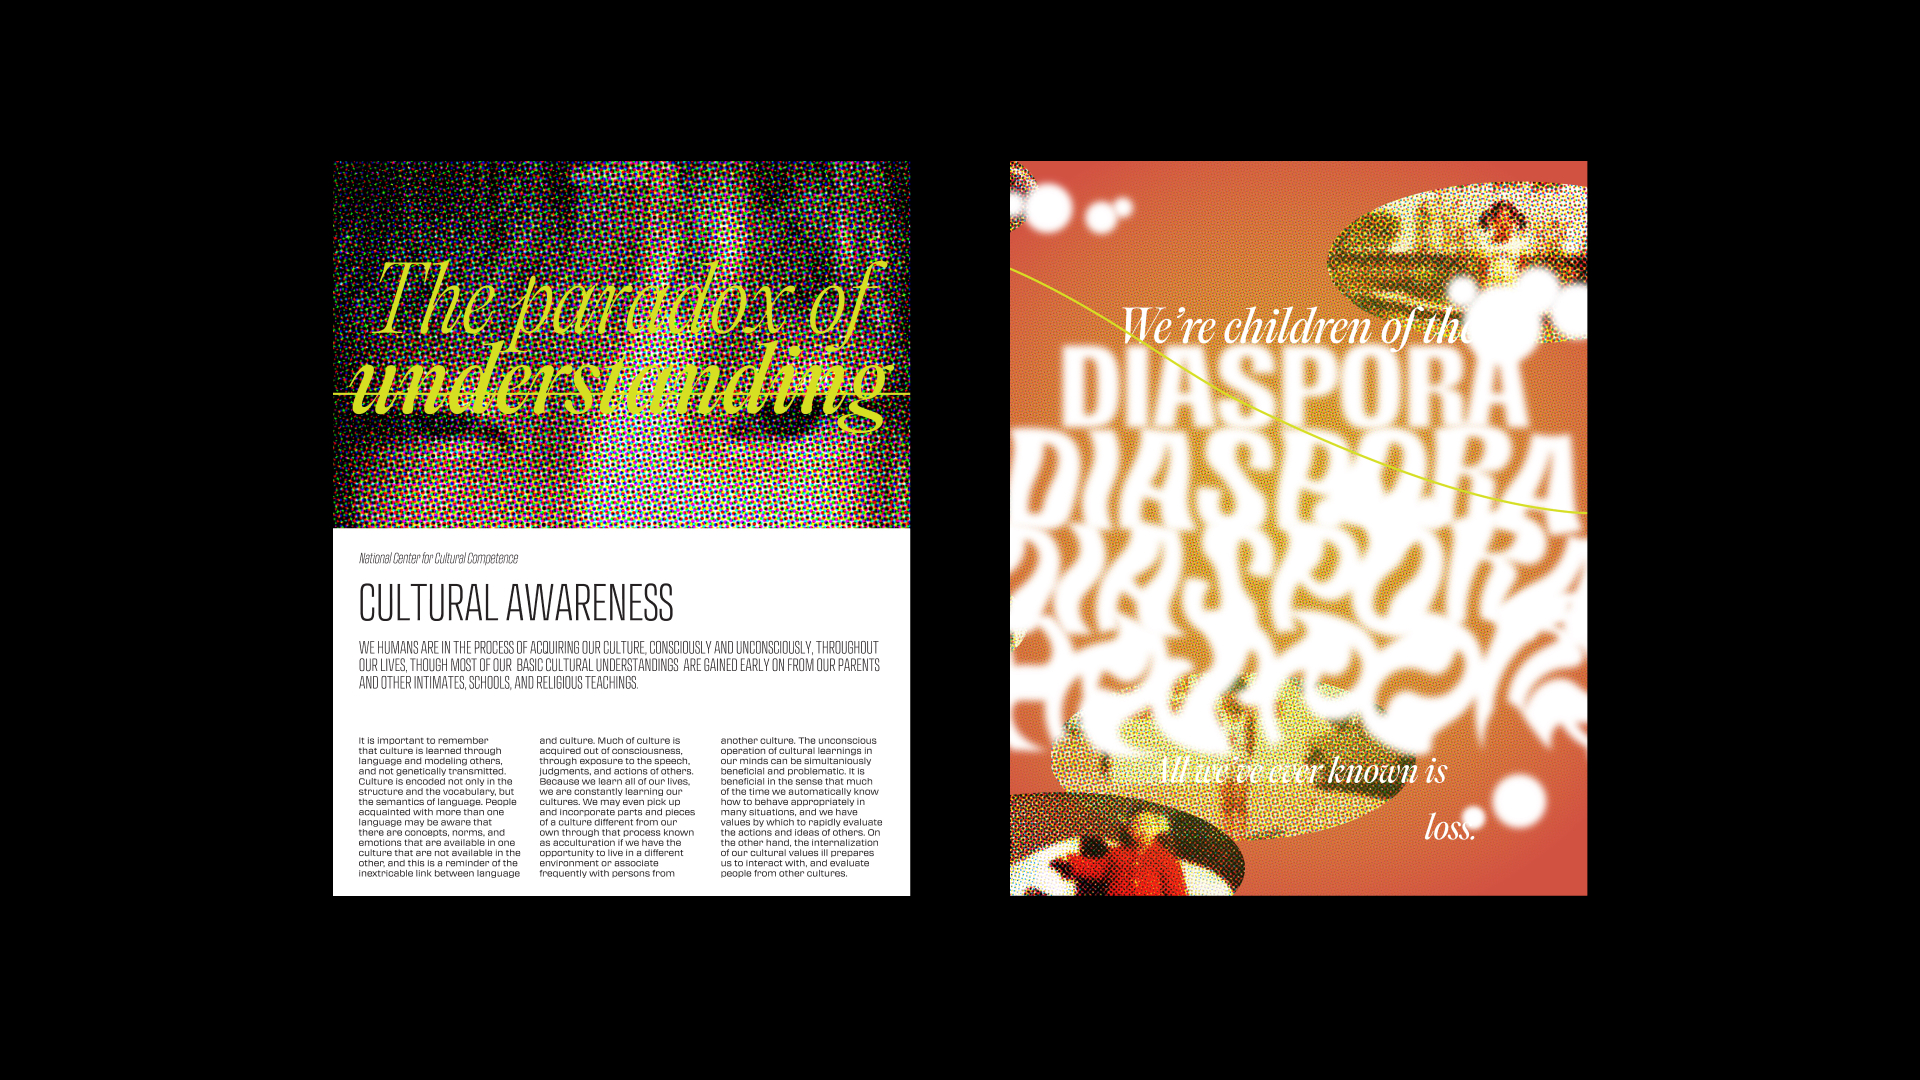 The paradox of
understanding
National Center for Cultural Competence
CULTURAL AWARENESS
WE HUMANS ARE IN THE PROCESS OF ACQUIRING OUR CULTURE, CONSCIOUSLY AND UNCONSCIOUSLY, THROUGHOUT
OUR LIVES, THOUGH MOST OF OUR BASIC CULTURAL UNDERSTANDINGS ARE GAINED EARLY ON FROM OUR PARENTS
AND OTHER INTIMATES, SCHOOLS, AND RELIGIOUS TEACHINGS.
It is important to remember
that culture is learned through
language and modeling others,
and not genetically transmitted.
Culture is encoded not only in the
structure and the vocabulary, but
the semantics of language. People
acquainted with more than one
language may be aware that
there are concepts, norms, and
emotions that are available in one
culture that are not available in the
other, and this is a reminder of the
inextricable link between language
and culture. Much of culture is
acquired out of consciousness,
through exposure to the speech,
judgments, and actions of others.
Because we learn all of our lives,
we are constantly learning our
cultures. We may even pick up
and incorporate parts and pieces
of a culture different from our
own through that process known
as acculturation if we have the
opportunity to live in a different
environment or associate
frequently with persons from
another culture. The unconscious
operation of cultural learnings in
our minds can be simultaniously
beneficial and problematic. It is
beneficial in the sense that much
of the time we automatically know
how to behave appropriately in
many situations, and we have
values by which to rapidly evaluate
the actions and ideas of others. On
the other hand, the internalization
of our cultural values ill prepares
us to interact with, and evaluate
people from other cultures.
We're children of the
DIASPORA
DIASPORA
DIASPORA
All we've ever known is
loss.